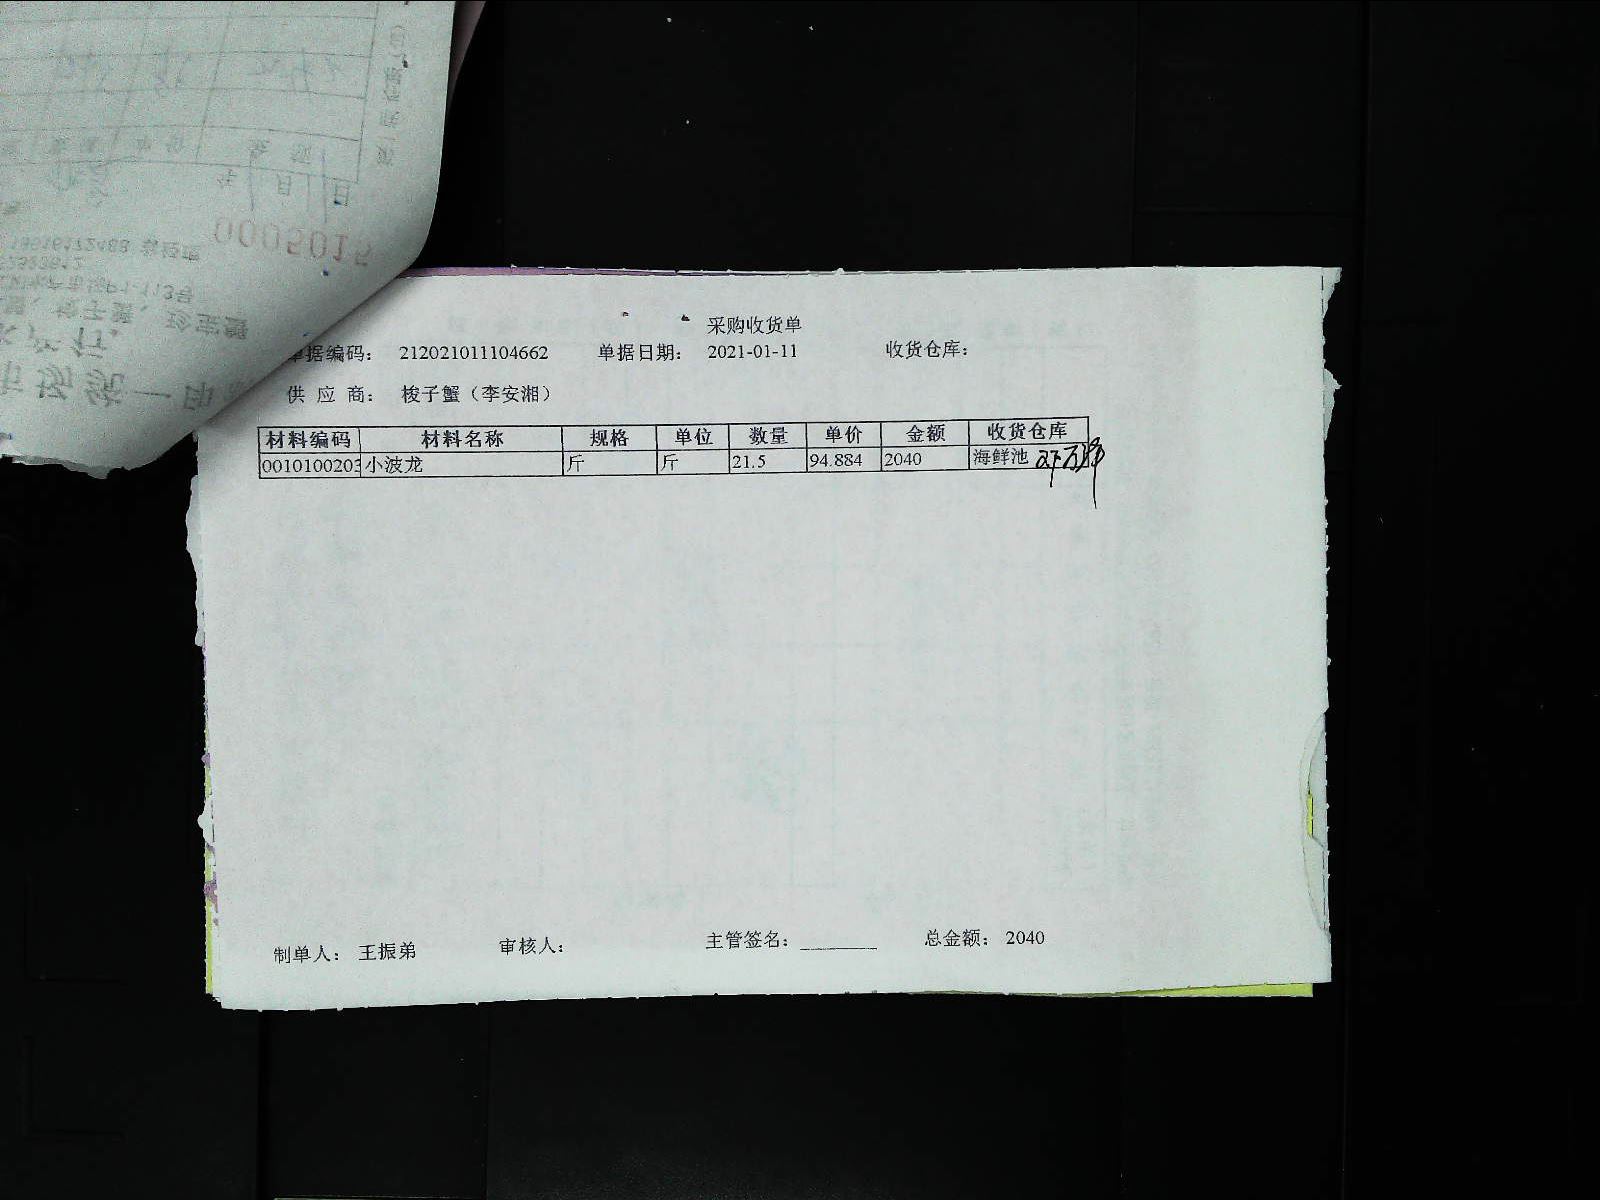 采购收货单
单据编码： 212021011104662 单据日期： 2021-01-11 收货仓库：
供 应 商： 梭子蟹（李安湘）
材料编码 材料名称 规格 单位 数量 单价 金额 收货仓库
0010100203 小波龙 斤 斤 21.5 94.884 2040 海鲜池
制单人： 王振弟 审核人： 主管签名： ________ 总金额： 2040
0005015